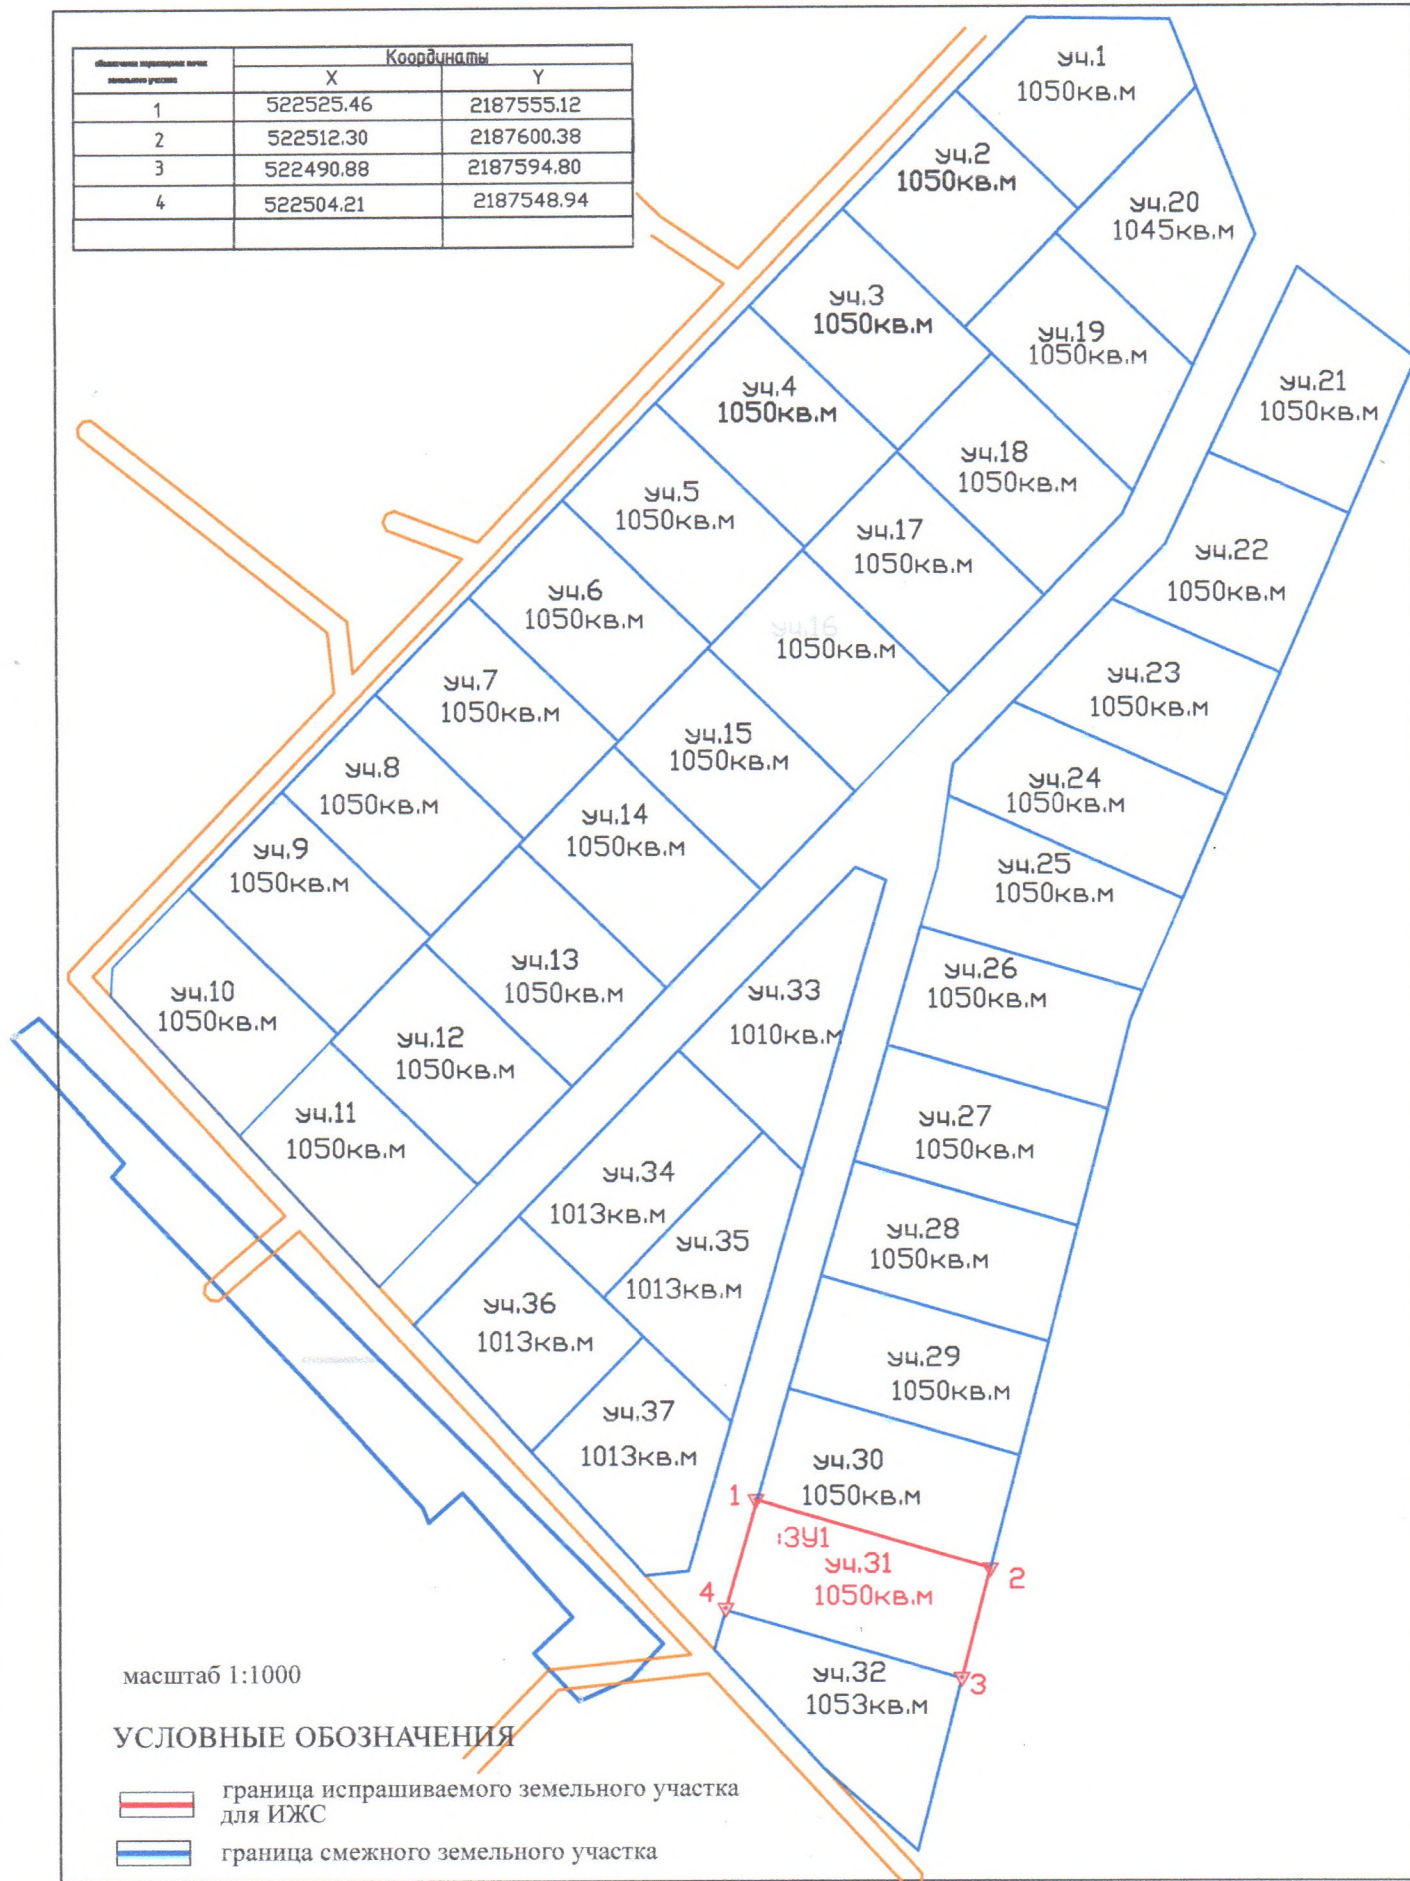 Координаты
X Y
1 522525.46 2187555.12
2 522512.30 2187600.38
3 522490.88 2187594.80
4 522504.21 2187548.94
уч.1
1050кв.м
уч.2
1050кв.м
уч.20
1045кв.м
уч.3
1050кв.м
уч.19
1050кв.м
уч.4
1050кв.м
уч.21
1050кв.м
уч.18
1050кв.м
уч.5
1050кв.м
уч.17
1050кв.м
уч.22
1050кв.м
уч.6
1050кв.м
уч.16
1050кв.м
уч.7
1050кв.м
уч.23
1050кв.м
уч.15
1050кв.м
уч.8
1050кв.м
уч.24
1050кв.м
уч.14
1050кв.м
уч.9
1050кв.м
уч.25
1050кв.м
уч.13
1050кв.м
уч.26
1050кв.м
уч.10
1050кв.м
уч.33
1010кв.м
уч.12
1050кв.м
уч.11
1050кв.м
уч.27
1050кв.м
уч.34
1013кв.м
уч.35
1013кв.м
уч.28
1050кв.м
уч.36
1013кв.м
уч.29
1050кв.м
уч.37
1013кв.м
уч.30
1050кв.м
1
:ЗУ1
уч.31
1050кв.м
2
4
3
уч.32
1053кв.м
масштаб 1:1000
УСЛОВНЫЕ ОБОЗНАЧЕНИЯ
граница испрашиваемого земельного участка
для ИЖС
граница смежного земельного участка